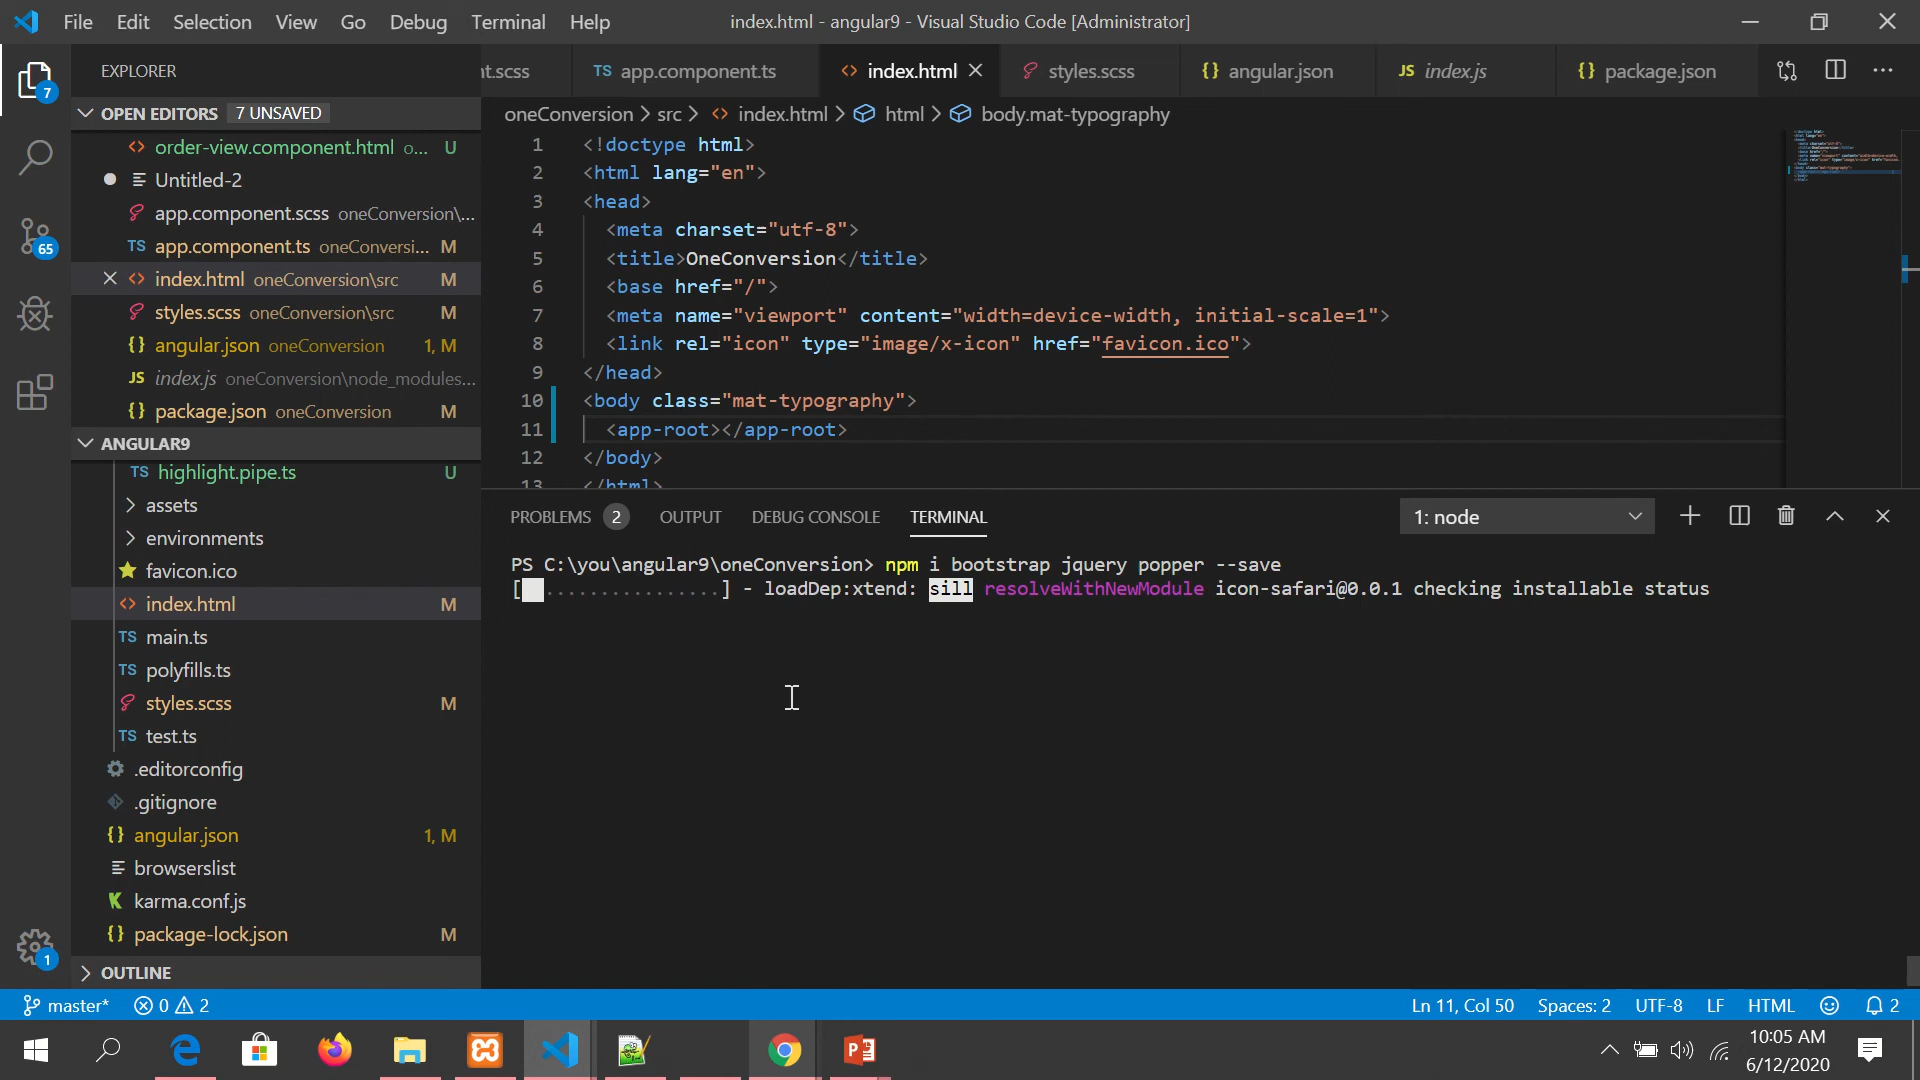 File Edit Selection View Go Debug Terminal Help
index.html - angular9 - Visual Studio Code [Administrator]
EXPLORER
7
nt.scss
TS app.component.ts
<> index.html
styles.scss
{} angular.json
JS index.js
{} package.json
OPEN EDITORS 7 UNSAVED
<> order-view.component.html o... U
Untitled-2
app.component.scss oneConversion\...
TS app.component.ts oneConversi... M
<> index.html oneConversion\src M
styles.scss oneConversion\src M
{} angular.json oneConversion 1, M
JS index.js oneConversion\node_modules...
{} package.json oneConversion M
65
ANGULAR9
TS highlight.pipe.ts U
assets
environments
favicon.ico
<> index.html M
TS main.ts
TS polyfills.ts
styles.scss M
TS test.ts
.editorconfig
.gitignore
{} angular.json 1, M
browserslist
karma.conf.js
{} package-lock.json M
OUTLINE
1
oneConversion > src > <> index.html > html > body.mat-typography
1 <!doctype html>
2 <html lang="en">
3 <head>
4 <meta charset="utf-8">
5 <title>OneConversion</title>
6 <base href="/">
7 <meta name="viewport" content="width=device-width, initial-scale=1">
8 <link rel="icon" type="image/x-icon" href="favicon.ico">
9 </head>
10 <body class="mat-typography">
11 <app-root></app-root>
12 </body>
13 </html>
PROBLEMS 2 OUTPUT DEBUG CONSOLE TERMINAL
1: node
PS C:\you\angular9\oneConversion> npm i bootstrap jquery popper --save
[  ................] - loadDep:xtend: sill resolveWithNewModule icon-safari@0.0.1 checking installable status
master* 0 2
Ln 11, Col 50 Spaces: 2 UTF-8 LF HTML 2
10:05 AM
6/12/2020